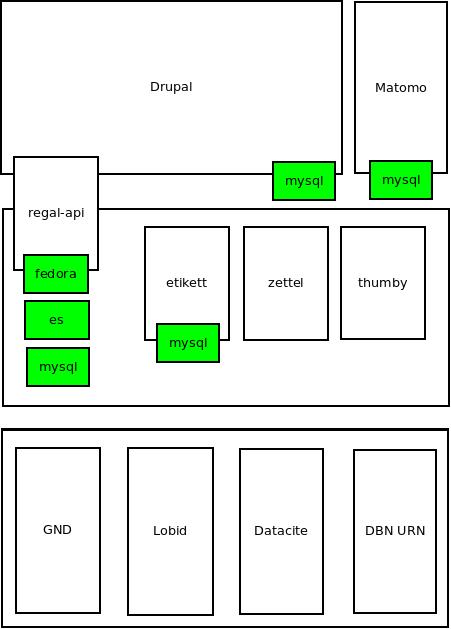 Drupal
Matomo
mysql
mysql
regal-api
fedora
etikett
zettel
thumby
es
mysql
mysql
GND
Lobid
Datacite
DBN URN